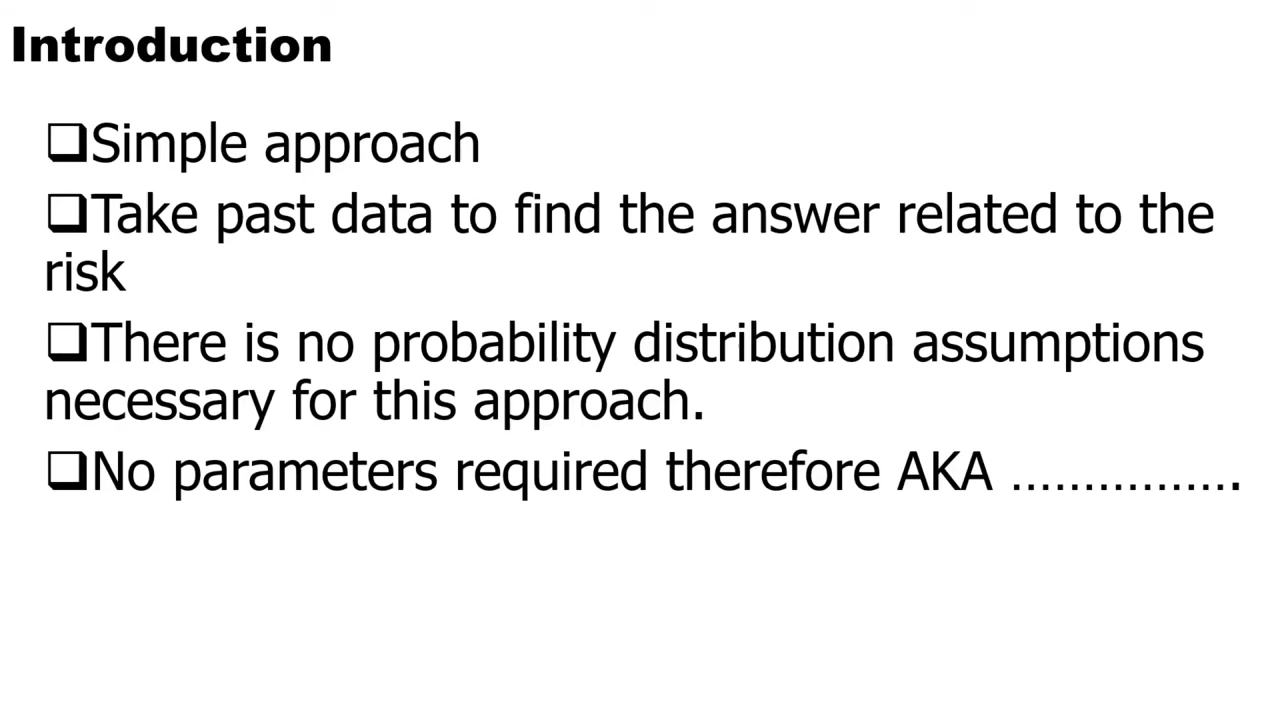 Introduction
❑Simple approach
❑Take past data to find the answer related to the
risk
❑There is no probability distribution assumptions
necessary for this approach.
❑No parameters required therefore AKA …………….